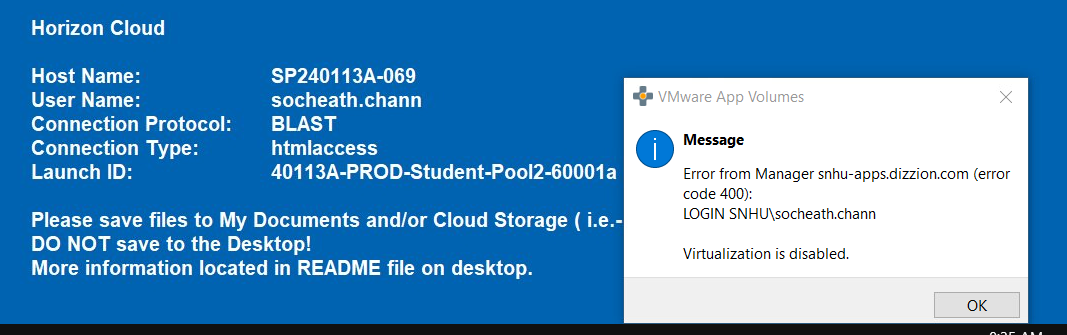 Horizon Cloud
Host Name: SP240113A-069
User Name: socheath.chann
Connection Protocol: BLAST
Connection Type: htmlaccess
Launch ID: 40113A-PROD-Student-Pool2-60001a
Please save files to My Documents and/or Cloud Storage ( i.e.-
DO NOT save to the Desktop!
More information located in README file on desktop.
VMware App Volumes
Message
Error from Manager snhu-apps.dizzion.com (error
code 400):
LOGIN SNHU\socheath.chann
Virtualization is disabled.
OK